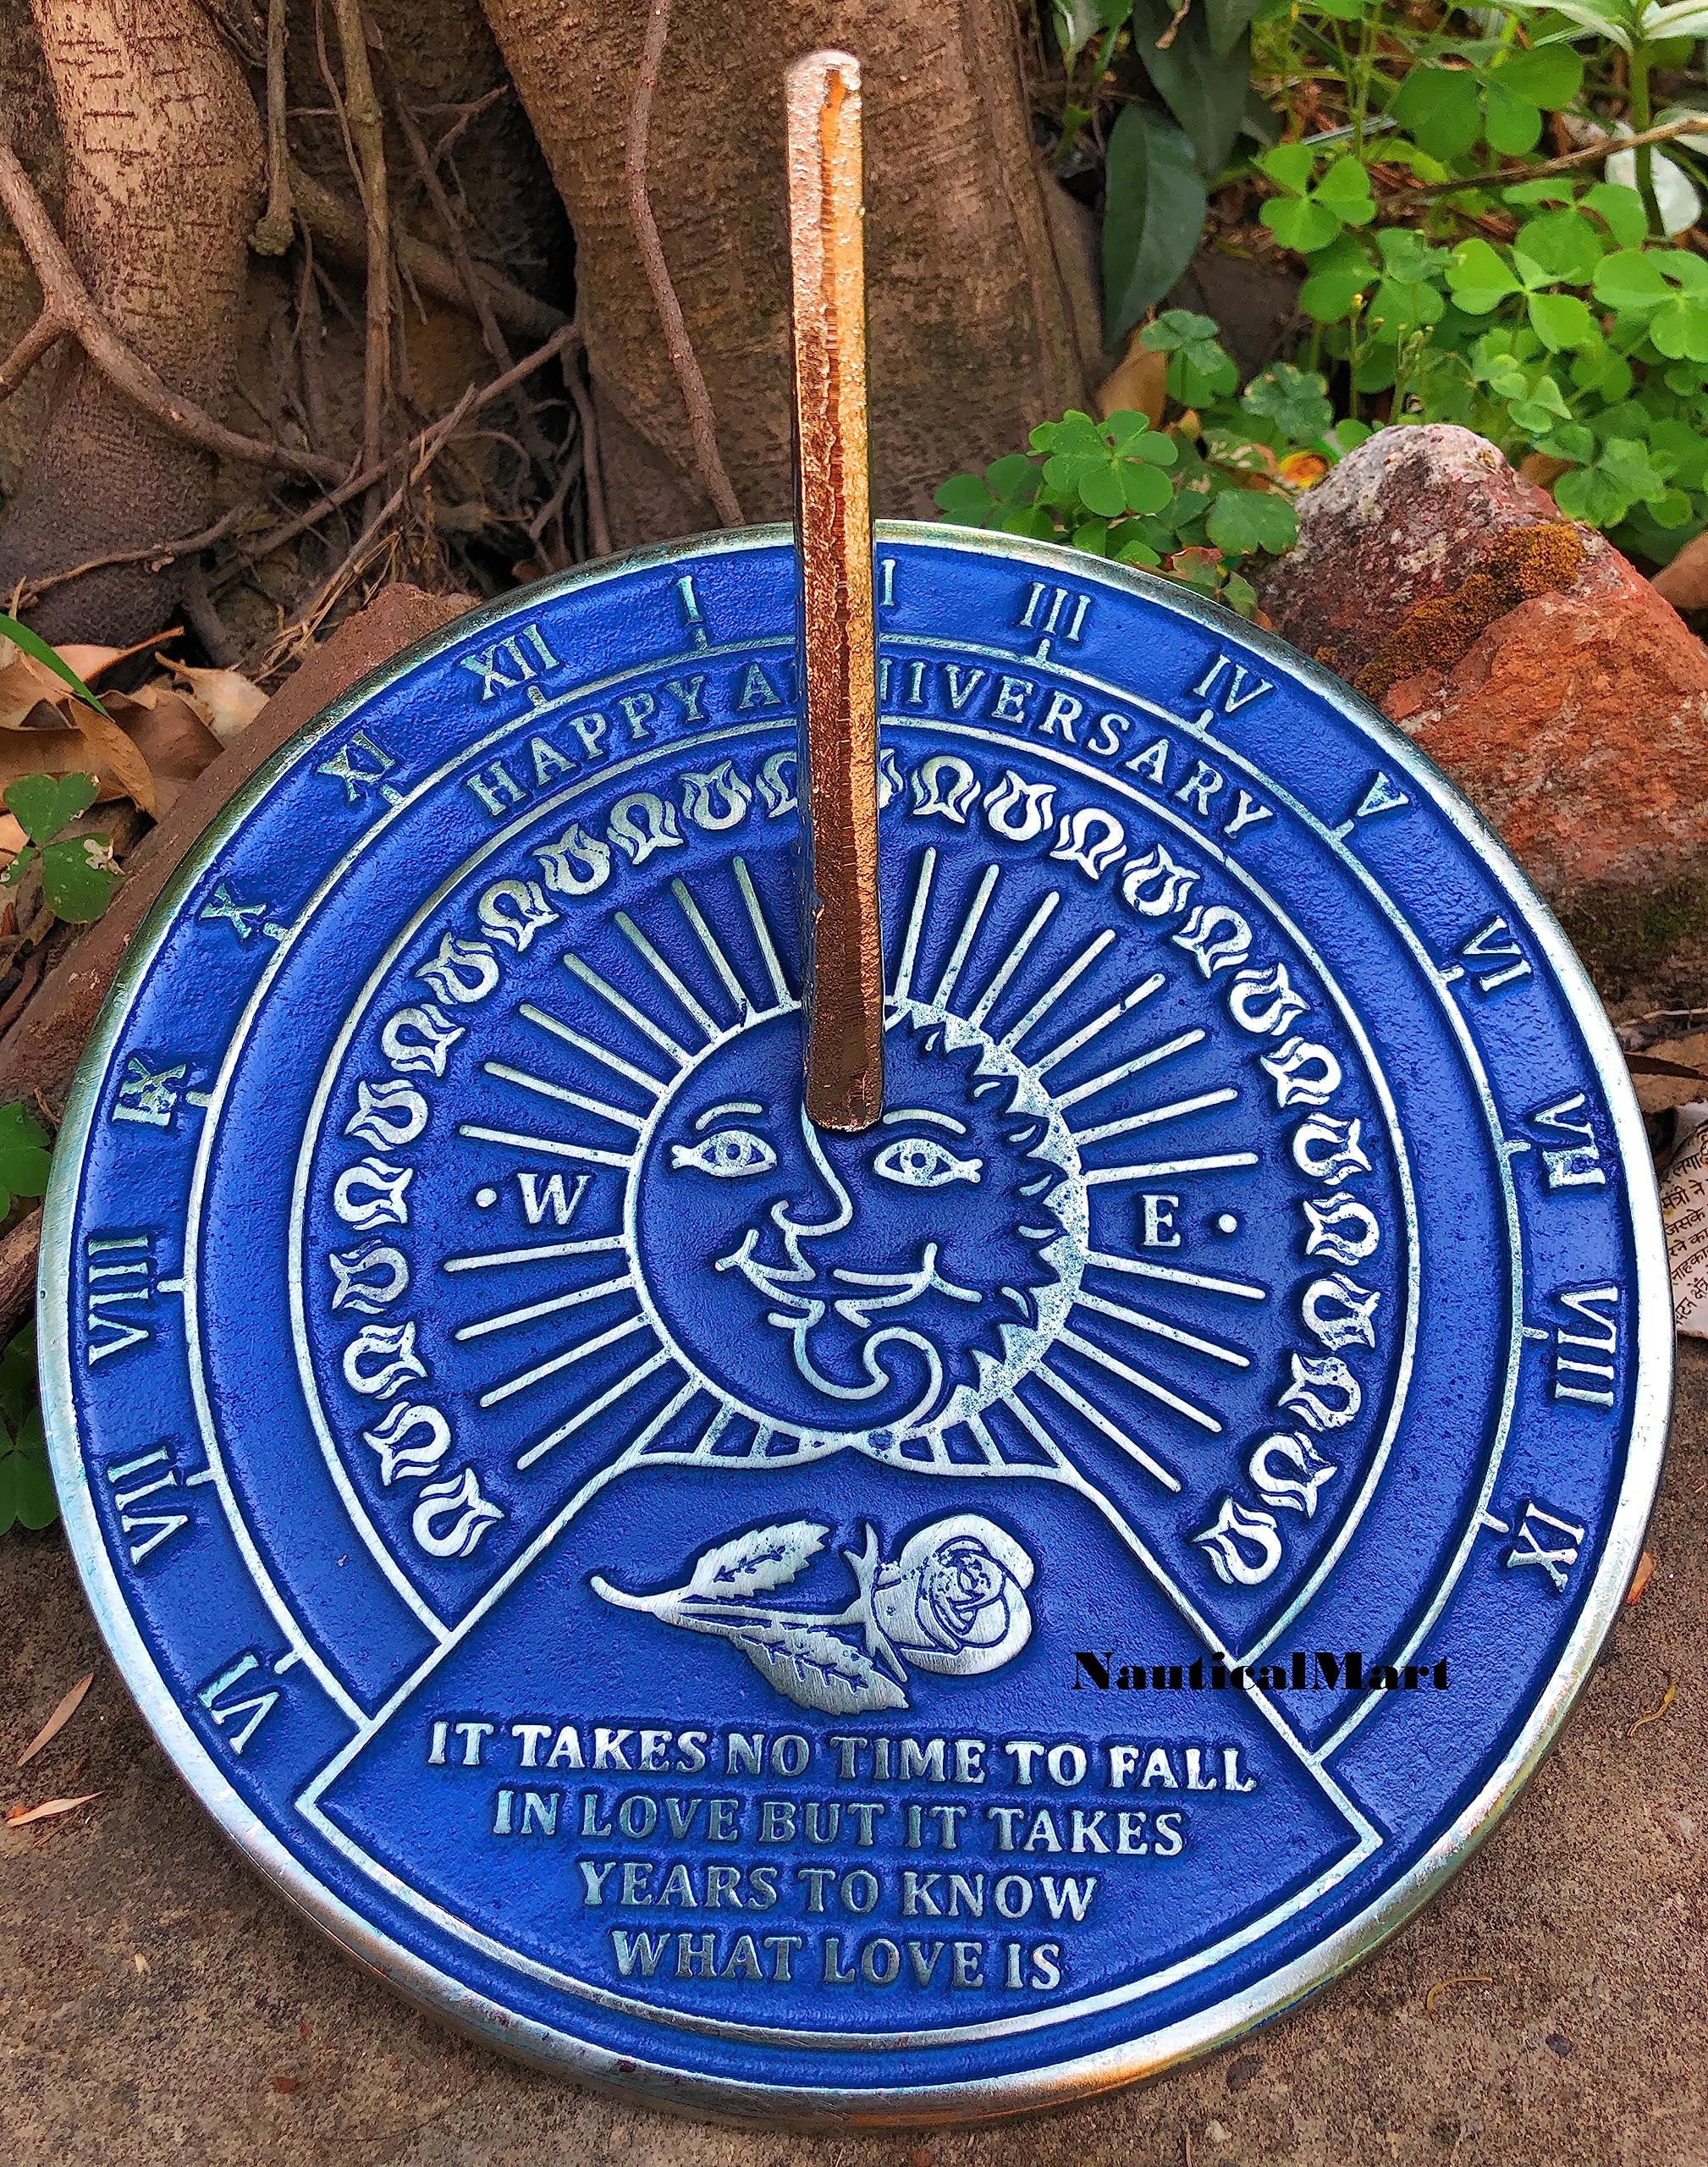 VI VII VIII IX X XI XII I I III IV V VI VII VIII IX
HAPPY ANNIVERSARY
W E
NauticalMart
IT TAKES NO TIME TO FALL
IN LOVE BUT IT TAKES
YEARS TO KNOW
WHAT LOVE IS